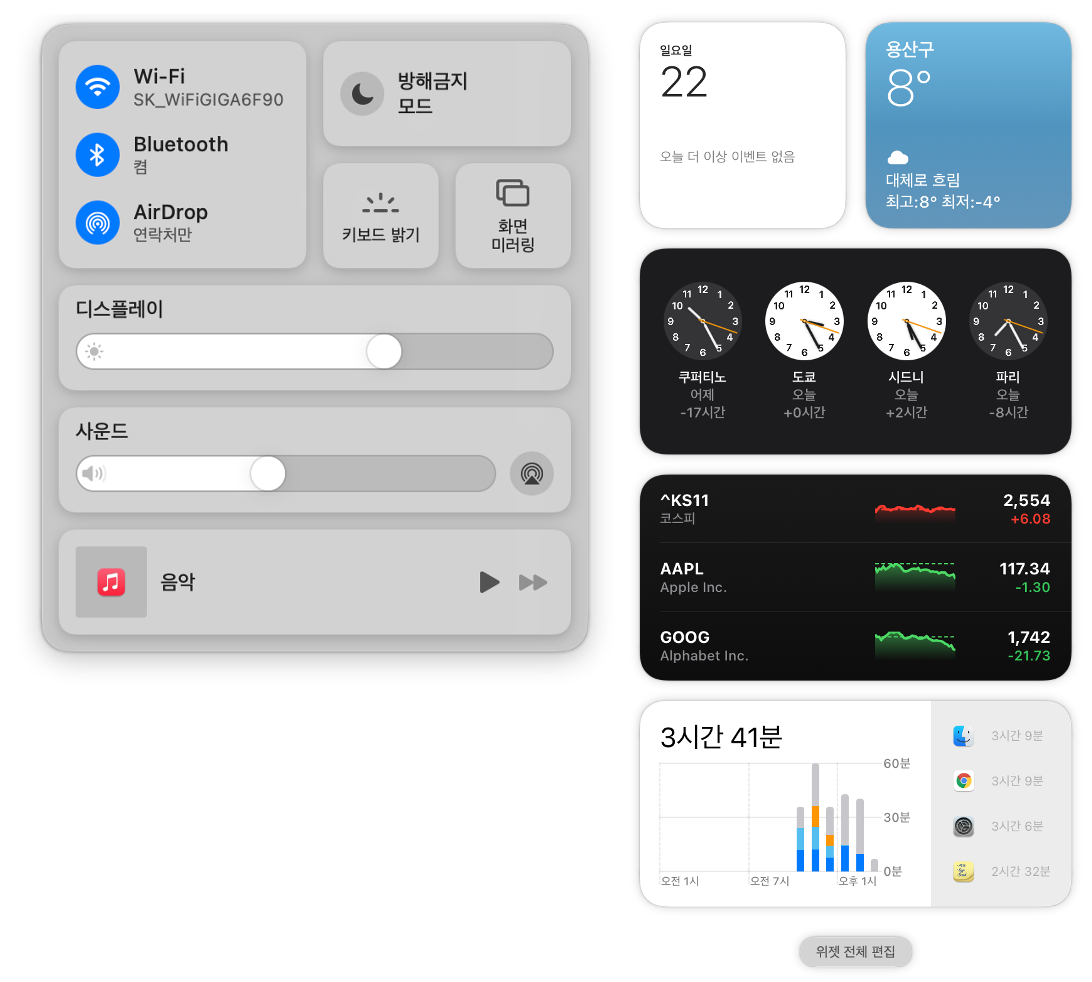 Wi-Fi
SK_WiFiGIGA6F90
Bluetooth
켬
AirDrop
연락처만
방해금지
모드
키보드 밝기
화면
미러링
디스플레이
사운드
음악
일요일
22
오늘 더 이상 이벤트 없음
용산구
8°
대체로 흐림
최고:8° 최저:-4°
12 1 2 3 4 5 6 7 8 9 10 11
12 1 2 3 4 5 6 7 8 9 10 11
12 1 2 3 4 5 6 7 8 9 10 11
12 1 2 3 4 5 6 7 8 9 10 11
쿠퍼티노 도쿄 시드니 파리
어제 오늘 오늘 오늘
-17시간 +0시간 +2시간 -8시간
^KS11 2,554
코스피 +6.08
AAPL 117.34
Apple Inc. -1.30
GOOG 1,742
Alphabet Inc. -21.73
3시간 41분
60분
30분
0분
오전 1시 오전 7시 오후 1시
3시간 9분
3시간 9분
3시간 6분
2시간 32분
위젯 전체 편집